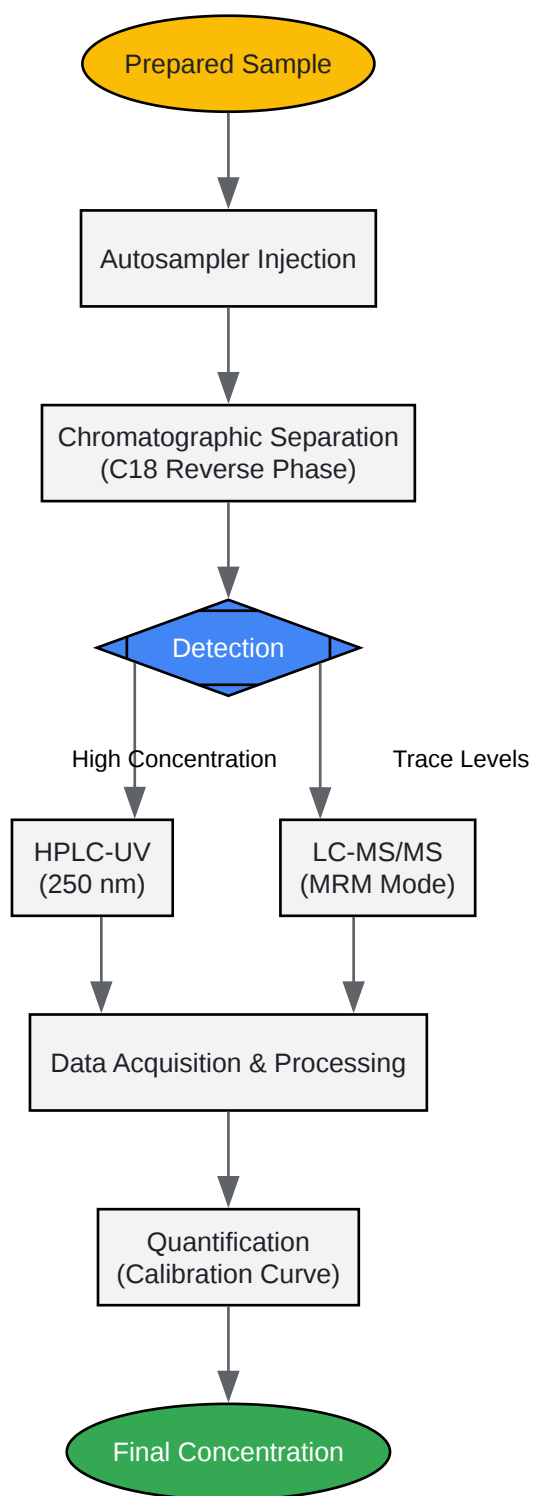 Prepared Sample
Autosampler Injection
Chromatographic Separation
(C18 Reverse Phase)
Detection
High Concentration
Trace Levels
HPLC-UV
(250 nm)
LC-MS/MS
(MRM Mode)
Data Acquisition & Processing
Quantification
(Calibration Curve)
Final Concentration